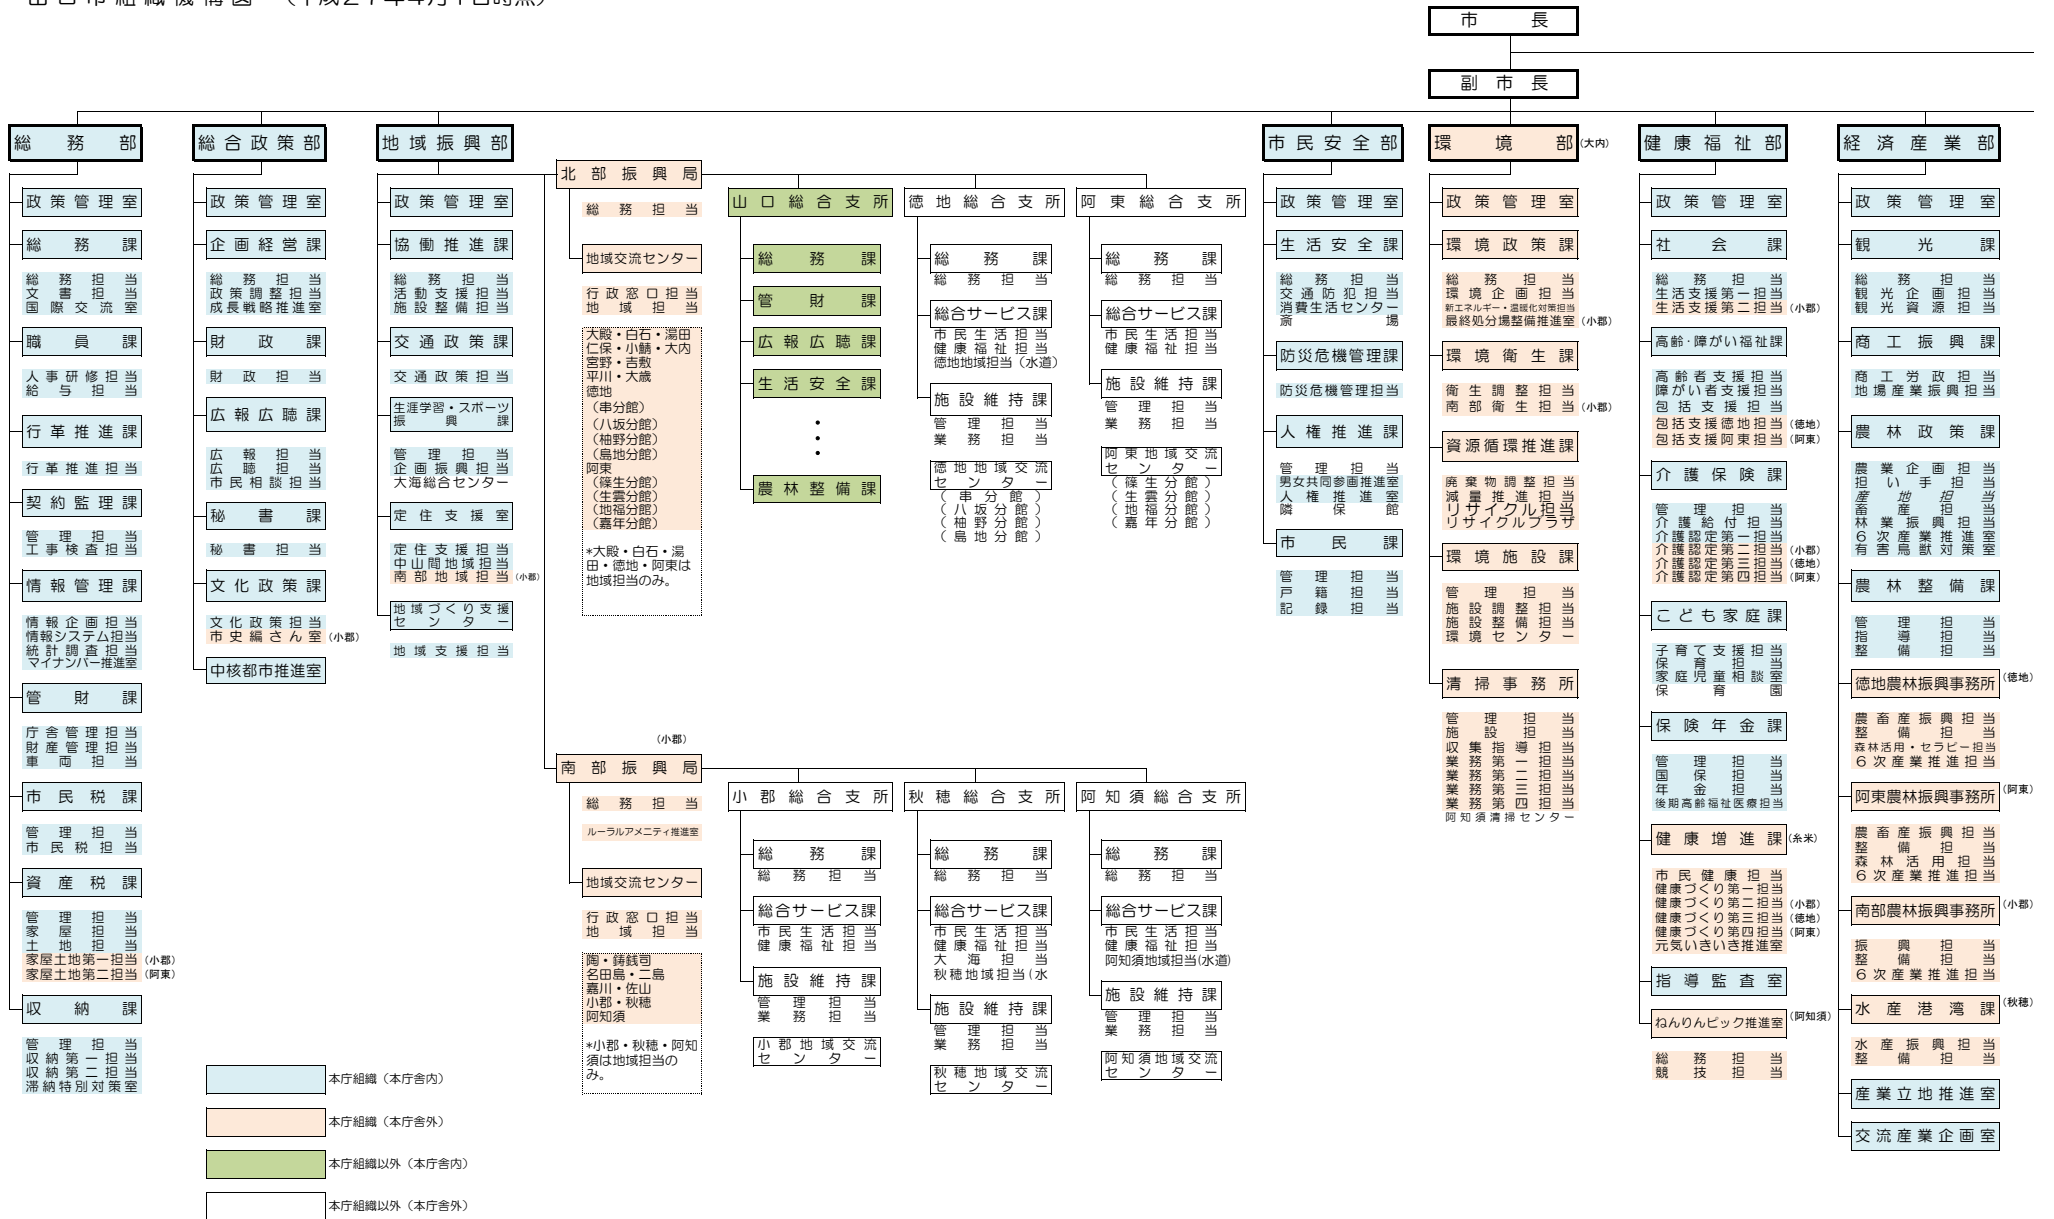 山口市組織機構図 (平成27年4月1日時点)
市長
副市長
総務部
政策管理室
総務課
総務担当
文書担当
国際交流室
職員課
人事研修担当
給与担当
行革推進課
行革推進担当
契約監理課
管理担当
工事検査担当
情報管理課
情報企画担当
情報システム担当
統計調査担当
マイナンバー推進室
管財課
庁舎管理担当
財産管理担当
車両担当
市民税課
管理担当
市民税担当
資産税課
管理担当
家屋担当
土地担当
家屋土地第一担当(小郡)
家屋土地第二担当(阿東)
収納課
管理担当
収納第一担当
収納第二担当
滞納特別対策室
総合政策部
政策管理室
企画経営課
総務担当
政策調整担当
成長戦略推進室
財政課
財政担当
広報広聴課
広報担当
広聴担当
市民相談担当
秘書課
秘書担当
文化政策課
文化政策担当
市史編さん室(小郡)
中核都市推進室
地域振興部
政策管理室
協働推進課
総務担当
活動支援担当
施設整備担当
交通政策課
交通政策担当
生涯学習・スポーツ
振興課
管理担当
企画振興担当
大海総合センター
定住支援室
定住支援担当
中山間地域担当
南部地域担当(小郡)
地域づくり支援
センター
地域支援担当
北部振興局
総務担当
地域交流センター
行政窓口担当
地域担当
大殿・白石・湯田
仁保・小鯖・大内
宮野・吉敷
平川・大歳
徳地
(串分館)
(八坂分館)
(柚野分館)
(島地分館)
阿東
(篠生分館)
(生雲分館)
(地福分館)
(嘉年分館)
*大殿・白石・湯
田・徳地・阿東は
地域担当のみ。
山口総合支所
総務課
管財課
広報広聴課
生活安全課
・
・
・
農林整備課
徳地総合支所
総務課
総務担当
総合サービス課
市民生活担当
健康福祉担当
徳地地域担当(水道)
施設維持課
管理担当
業務担当
徳地地域交流
センター
(串分館)
(八坂分館)
(柚野分館)
(島地分館)
阿東総合支所
総務課
総務担当
総合サービス課
市民生活担当
健康福祉担当
施設維持課
管理担当
業務担当
阿東地域交流
センター
(篠生分館)
(生雲分館)
(地福分館)
(嘉年分館)
(小郡)
南部振興局
総務担当
ルーラルアメニティ推進室
地域交流センター
行政窓口担当
地域担当
陶・鋳銭司
名田島・二島
嘉川・佐山
小郡・秋穂
阿知須
*小郡・秋穂・阿知
須は地域担当の
み。
小郡総合支所
総務課
総務担当
総合サービス課
市民生活担当
健康福祉担当
施設維持課
管理担当
業務担当
小郡地域交流
センター
秋穂総合支所
総務課
総務担当
総合サービス課
市民生活担当
健康福祉担当
大海担当
秋穂地域担当(水
施設維持課
管理担当
業務担当
秋穂地域交流
センター
阿知須総合支所
総務課
総務担当
総合サービス課
市民生活担当
健康福祉担当
阿知須地域担当(水道)
施設維持課
管理担当
業務担当
阿知須地域交流
センター
市民安全部
政策管理室
生活安全課
総務担当
交通防犯担当
消費生活センター
斎場
防災危機管理課
防災危機管理担当
人権推進課
管理担当
男女共同参画推進室
人権推進室
隣保館
市民課
管理担当
戸籍担当
記録担当
環境部(大内)
政策管理室
環境政策課
総務担当
環境企画担当
新エネルギー・温暖化対策担当
最終処分場整備推進室(小郡)
環境衛生課
衛生調整担当
南部衛生担当(小郡)
資源循環推進課
廃棄物調整担当
減量推進担当
リサイクル担当
リサイクルプラザ
環境施設課
管理担当
施設調整担当
施設整備担当
環境センター
清掃事務所
管理担当
施設担当
収集指導担当
業務第一担当
業務第二担当
業務第三担当
業務第四担当
阿知須清掃センター
健康福祉部
政策管理室
社会課
総務担当
生活支援第一担当
生活支援第二担当(小郡)
高齢・障がい福祉課
高齢者支援担当
障がい者支援担当
包括支援担当
包括支援徳地担当(徳地)
包括支援阿東担当(阿東)
介護保険課
管理担当
介護給付担当
介護認定第一担当
介護認定第二担当(小郡)
介護認定第三担当(徳地)
介護認定第四担当(阿東)
こども家庭課
子育て支援担当
保育担当
家庭児童相談室
保育園
保険年金課
管理担当
国保担当
年金担当
後期高齢福祉医療担当
健康増進課(糸米)
市民健康担当
健康づくり第一担当
健康づくり第二担当(小郡)
健康づくり第三担当(徳地)
健康づくり第四担当(阿東)
元気いきいき推進室
指導監査室
ねんりんピック推進室(阿知須)
総務担当
競技担当
経済産業部
政策管理室
観光課
総務担当
観光企画担当
観光資源担当
商工振興課
商工労政担当
地場産業振興担当
農林政策課
農業企画担当
担い手担当
産地担当
畜産担当
林業振興担当
6次産業推進室
有害鳥獣対策室
農林整備課
管理担当
指導担当
整備担当
徳地農林振興事務所(徳地)
農畜産振興担当
整備担当
森林活用・セラピー担当
6次産業推進担当
阿東農林振興事務所(阿東)
農畜産振興担当
整備担当
森林活用担当
6次産業推進担当
南部農林振興事務所(小郡)
振興担当
整備担当
6次産業推進担当
水産港湾課(秋穂)
水産振興担当
整備担当
産業立地推進室
交流産業企画室
本庁組織(本庁舎内)
本庁組織(本庁舎外)
本庁組織以外(本庁舎内)
本庁組織以外(本庁舎外)